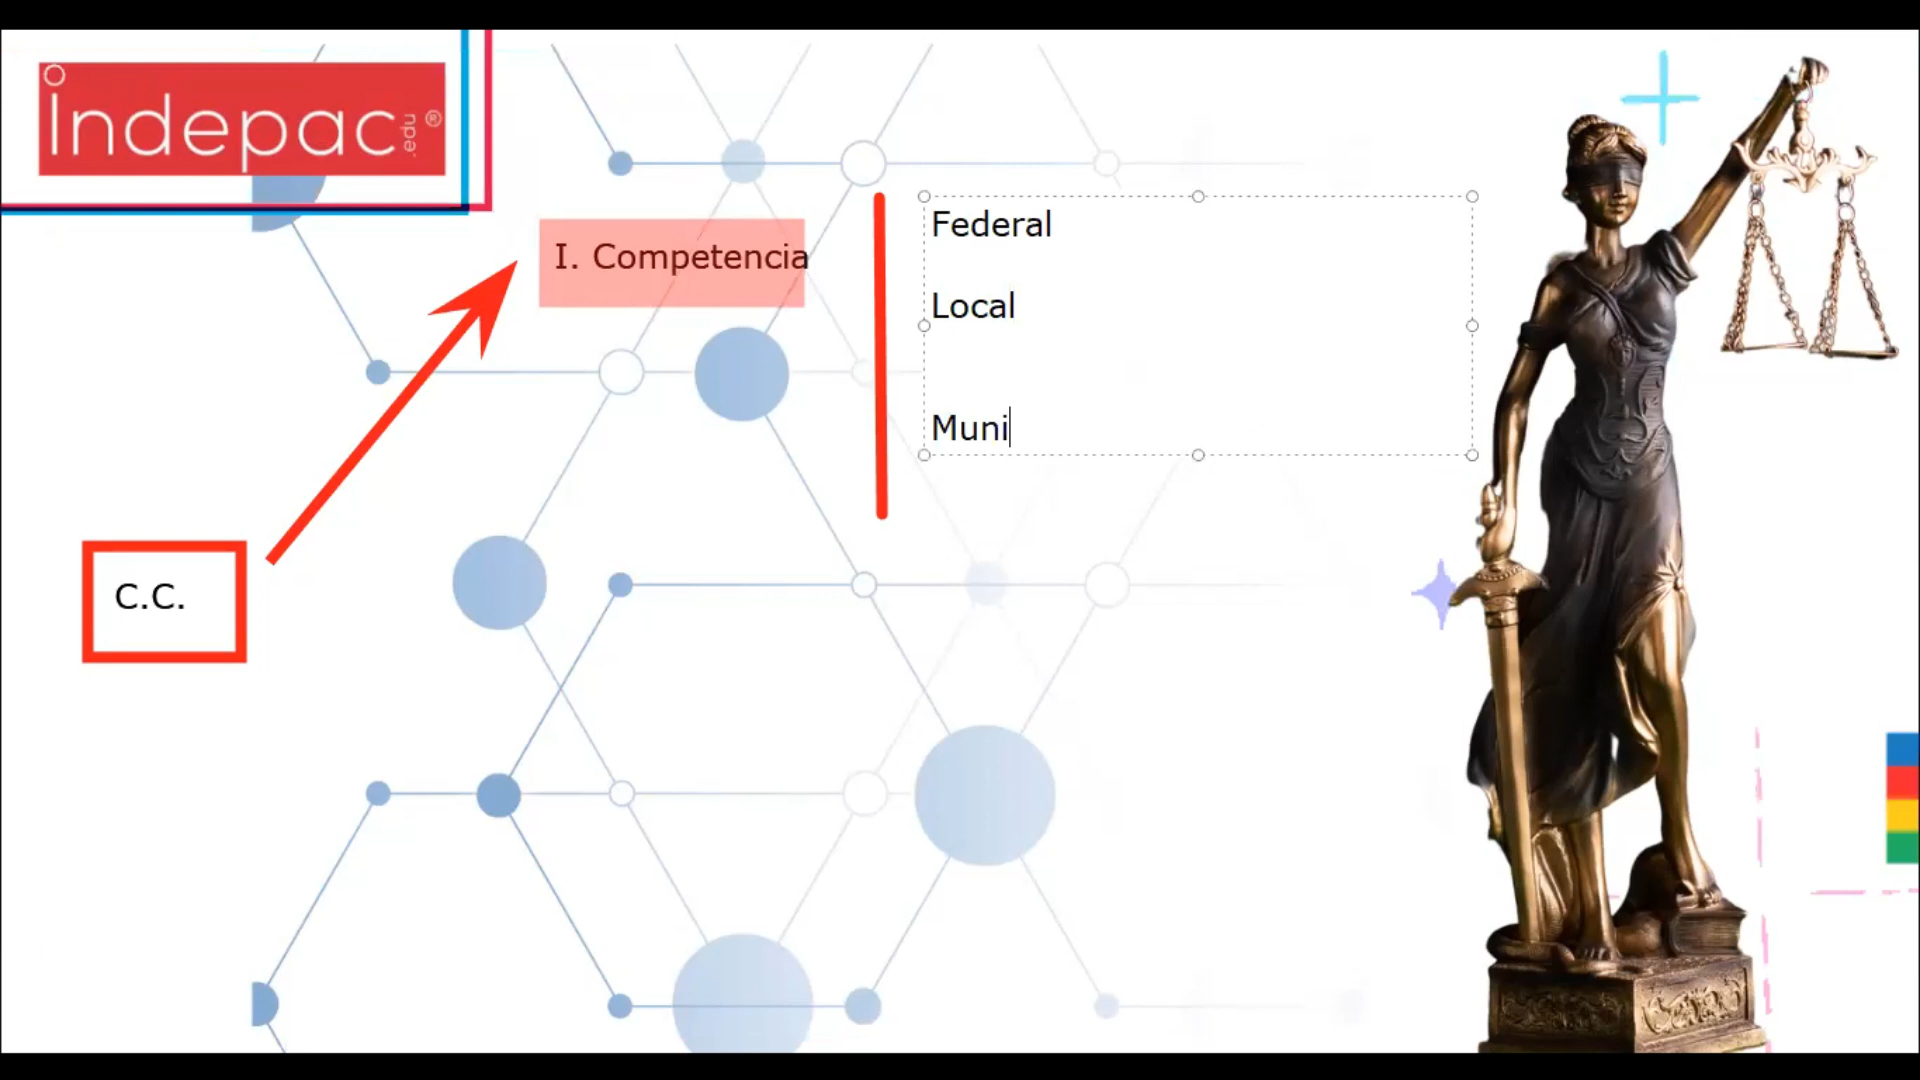 indepac.edu®
I. Competencia
Federal
Local
Muni
C.C.